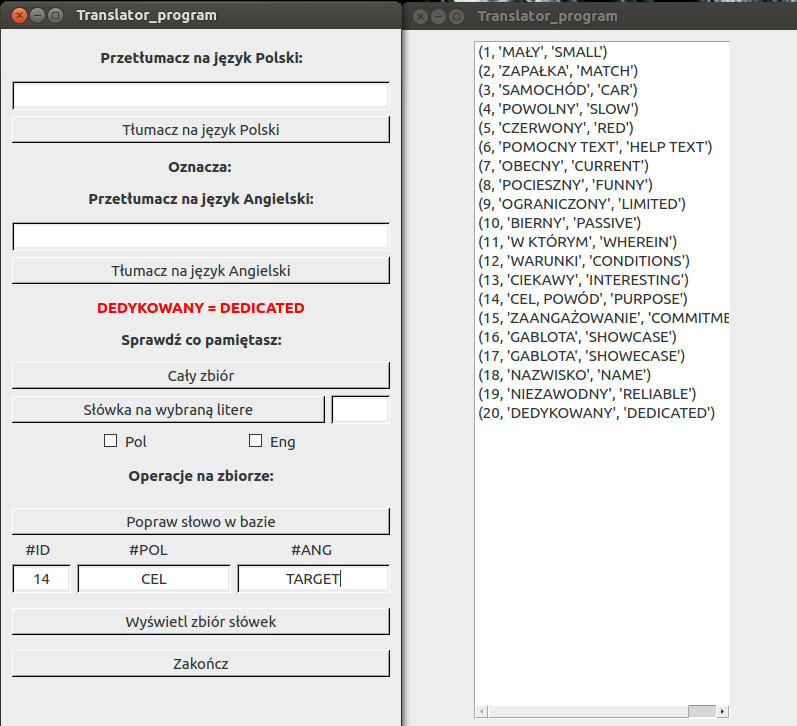 Translator_program
Przetłumacz na język Polski:
Tłumacz na język Polski
Oznacza:
Przetłumacz na język Angielski:
Tłumacz na język Angielski
DEDYKOWANY = DEDICATED
Sprawdź co pamiętasz:
Cały zbiór
Słówka na wybraną litere
Pol Eng
Operacje na zbiorze:
Popraw słowo w bazie
#ID #POL #ANG
14 CEL TARGET
Wyświetl zbiór słówek
Zakończ
Translator_program
(1, 'MAŁY', 'SMALL')
(2, 'ZAPAŁKA', 'MATCH')
(3, 'SAMOCHÓD', 'CAR')
(4, 'POWOLNY', 'SLOW')
(5, 'CZERWONY', 'RED')
(6, 'POMOCNY TEXT', 'HELP TEXT')
(7, 'OBECNY', 'CURRENT')
(8, 'POCIESZNY', 'FUNNY')
(9, 'OGRANICZONY', 'LIMITED')
(10, 'BIERNY', 'PASSIVE')
(11, 'W KTÓRYM', 'WHEREIN')
(12, 'WARUNKI', 'CONDITIONS')
(13, 'CIEKAWY', 'INTERESTING')
(14, 'CEL, POWÓD', 'PURPOSE')
(15, 'ZAANGAŻOWANIE', 'COMMITME
(16, 'GABLOTA', 'SHOWCASE')
(17, 'GABLOTA', 'SHOWECASE')
(18, 'NAZWISKO', 'NAME')
(19, 'NIEZAWODNY', 'RELIABLE')
(20, 'DEDYKOWANY', 'DEDICATED')